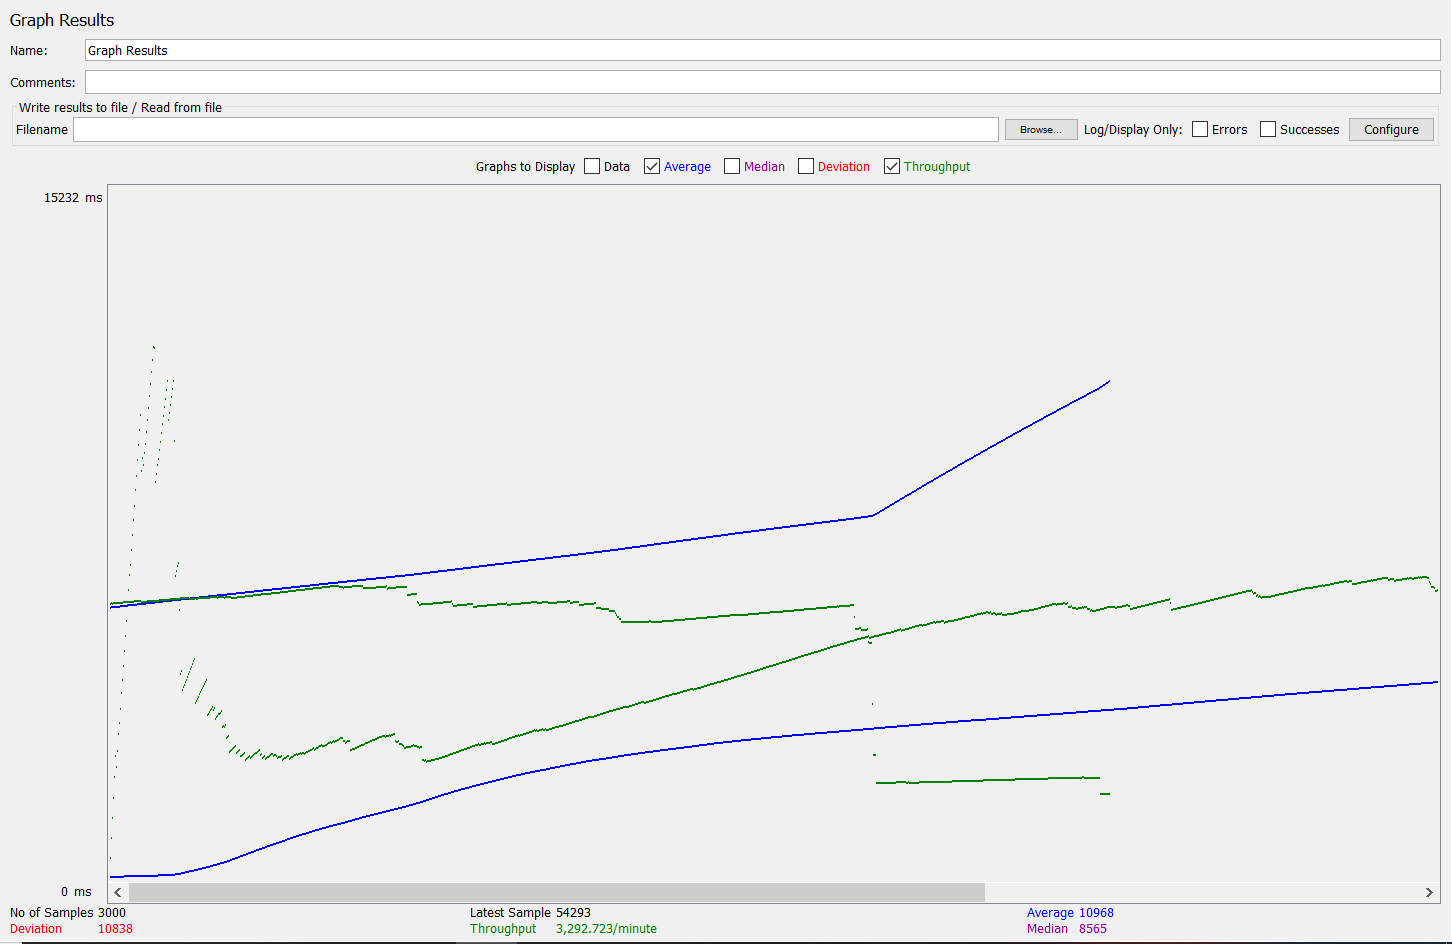 Graph Results
Name: Graph Results
Comments:
Write results to file / Read from file
Filename Browse... Log/Display Only: Errors Successes Configure
Graphs to Display Data Average Median Deviation Throughput
15232 ms
0 ms
No of Samples 3000 Latest Sample 54293 Average 10968
Deviation 10838 Throughput 3,292.723/minute Median 8565